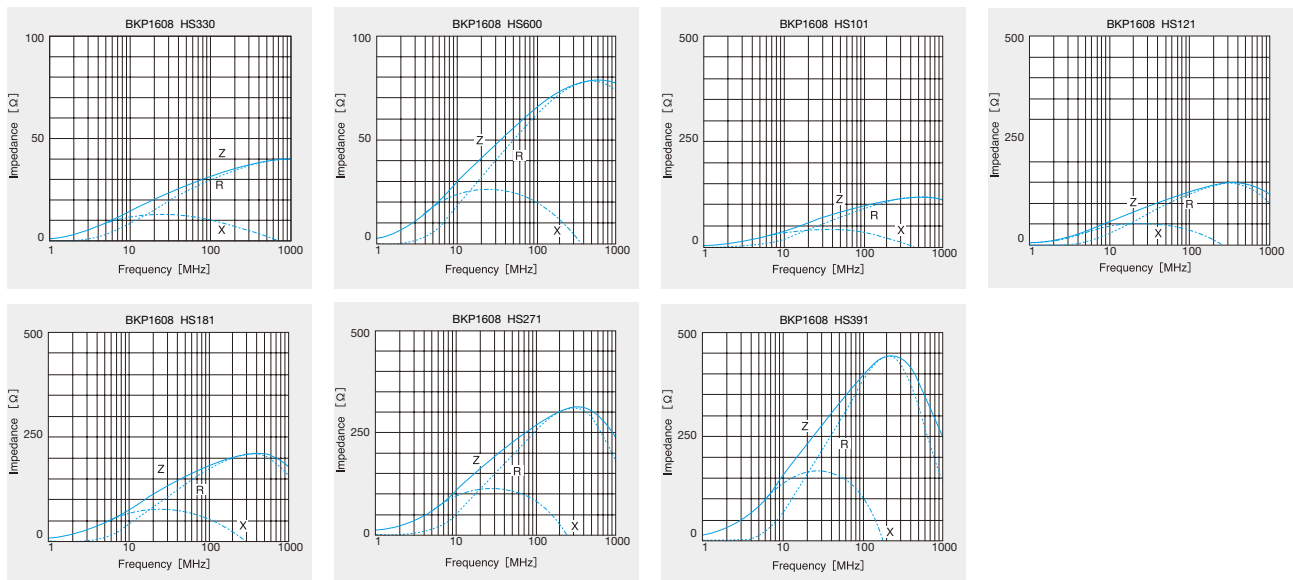 BKP1608 HS330
100
50
0
Impedance [Ω]
Z
R
X
1 10 100 1000
Frequency [MHz]
BKP1608 HS600
100
50
0
Impedance [Ω]
Z
R
X
1 10 100 1000
Frequency [MHz]
BKP1608 HS101
500
250
0
Impedance [Ω]
Z
R
X
1 10 100 1000
Frequency [MHz]
BKP1608 HS121
500
250
0
Impedance [Ω]
Z
R
X
1 10 100 1000
Frequency [MHz]
BKP1608 HS181
500
250
0
Impedance [Ω]
Z
R
X
1 10 100 1000
Frequency [MHz]
BKP1608 HS271
500
250
0
Impedance [Ω]
Z
R
X
1 10 100 1000
Frequency [MHz]
BKP1608 HS391
500
250
0
Impedance [Ω]
Z
R
X
1 10 100 1000
Frequency [MHz]